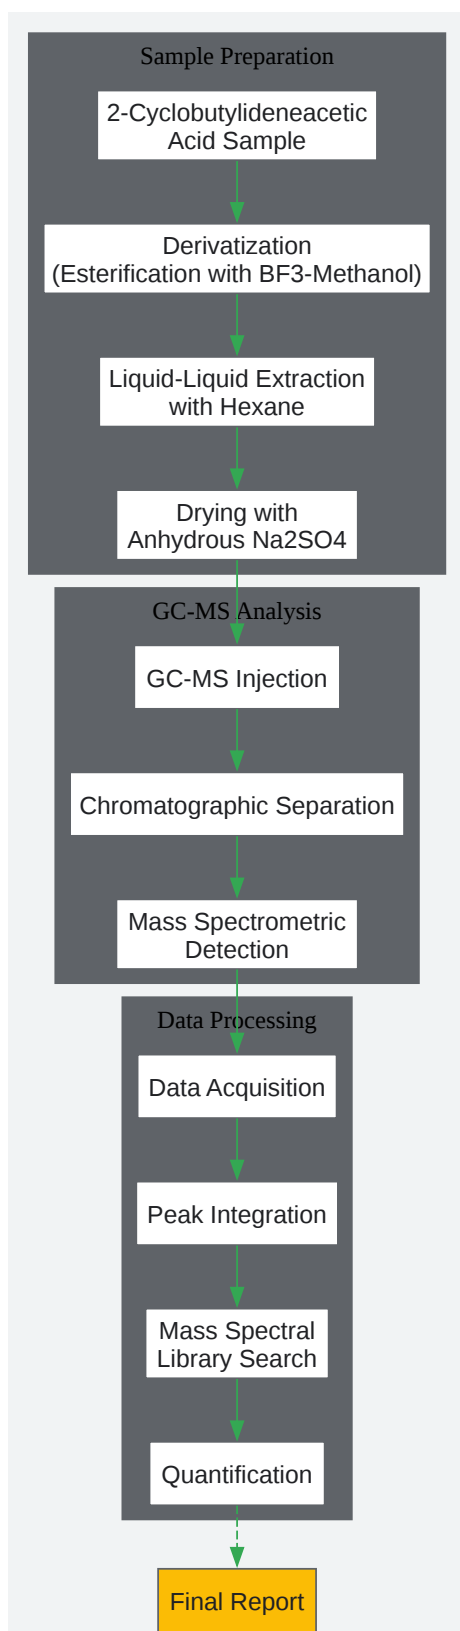 Sample Preparation
2-Cyclobutylideneacetic
Acid Sample
Derivatization
(Esterification with BF3-Methanol)
Liquid-Liquid Extraction
with Hexane
Drying with
Anhydrous Na2SO4
GC-MS Analysis
GC-MS Injection
Chromatographic Separation
Mass Spectrometric
Detection
Data Processing
Data Acquisition
Peak Integration
Mass Spectral
Library Search
Quantification
Final Report